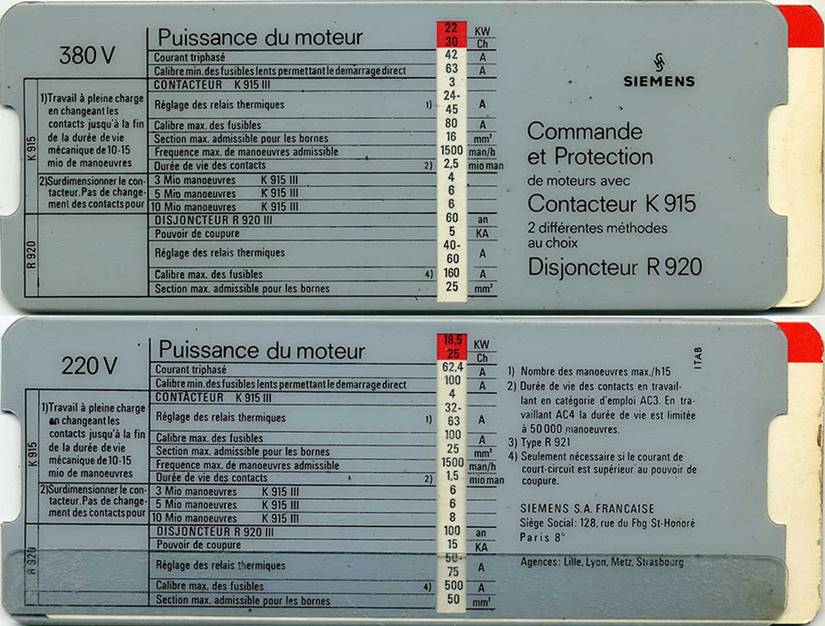 380 V
Puissance du moteur 22 KW
30 Ch
Courant triphasé 42 A
Calibre min. des fusibles lents permettant le démarrage direct 63 A
K 915
1) Travail à pleine charge
en changeant les
contacts jusqu'à la fin
de la durée de vie
mécanique de 10-15
mio de manoeuvres
CONTACTEUR K 915 III 3
Réglage des relais thermiques 1) 24-
45 A
Calibre max. des fusibles 80 A
Section max. admissible pour les bornes 16 mm²
Frequence max. de manoeuvres admissible 1500 man/h
Durée de vie des contacts 2) 2,5 mio man
2) Surdimensionner le con-
tacteur. Pas de change-
ment des contacts pour
3 Mio manoeuvres K 915 III 4
5 Mio manoeuvres K 915 III 6
10 Mio manoeuvres K 915 III 6
R 920
DISJONCTEUR R 920 III 60 an
Pouvoir de coupure 5 KA
Réglage des relais thermiques 40-
60 A
Calibre max. des fusibles 4) 160 A
Section max. admissible pour les bornes 25 mm²
SIEMENS
Commande
et Protection
de moteurs avec
Contacteur K 915
2 différentes méthodes
au choix
Disjoncteur R 920
220 V
Puissance du moteur 18,5 KW
25 Ch
Courant triphasé 62,4 A
Calibre min. des fusibles lents permettant le demarrage direct 100 A
K 915
1) Travail à pleine charge
en changeant les
contacts jusqu'à la fin
de la durée de vie
mécanique de 10-15
mio de manoeuvres
CONTACTEUR K 915 III 4
Réglage des relais thermiques 1) 32-
63 A
Calibre max. des fusibles 100 A
Section max. admissible pour les bornes 25 mm²
Frequence max. de manoeuvres admissible 1500 man/h
Durée de vie des contacts 2) 1,5 mio man
2) Surdimensionner le con-
tacteur. Pas de change-
ment des contacts pour
3 Mio manoeuvres K 915 III 6
5 Mio manoeuvres K 915 III 6
10 Mio manoeuvres K 915 III 8
R 920
DISJONCTEUR R 920 III 100 an
Pouvoir de coupure 15 KA
Réglage des relais thermiques 50-
75 A
Calibre max. des fusibles 4) 500 A
Section max. admissible pour les bornes 50 mm²
ITAB
1) Nombre des manoeuvres max./h15
2) Durée de vie des contacts en travail-
lant en catégorie d'emploi AC3. En tra-
vaillant AC4 la durée de vie est limitée
à 50 000 manoeuvres.
3) Type R 921
4) Seulement nécessaire si le courant de
court-circuit est supérieur au pouvoir de
coupure.
SIEMENS S.A. FRANCAISE
Siège Social: 128, rue du Fbg St-Honoré
Paris 8°
Agences: Lille, Lyon, Metz, Strasbourg